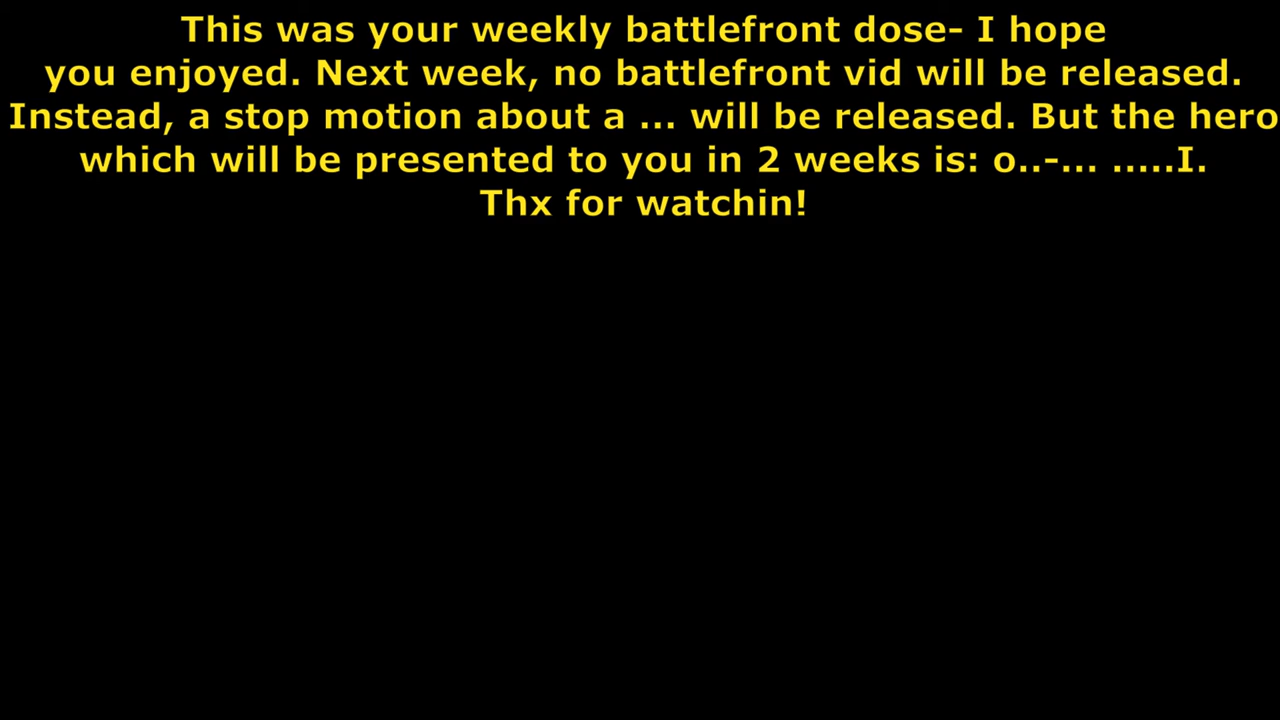 This was your weekly battlefront dose- I hope
you enjoyed. Next week, no battlefront vid will be released.
Instead, a stop motion about a ... will be released. But the hero
which will be presented to you in 2 weeks is: o..-... .....I.
Thx for watchin!